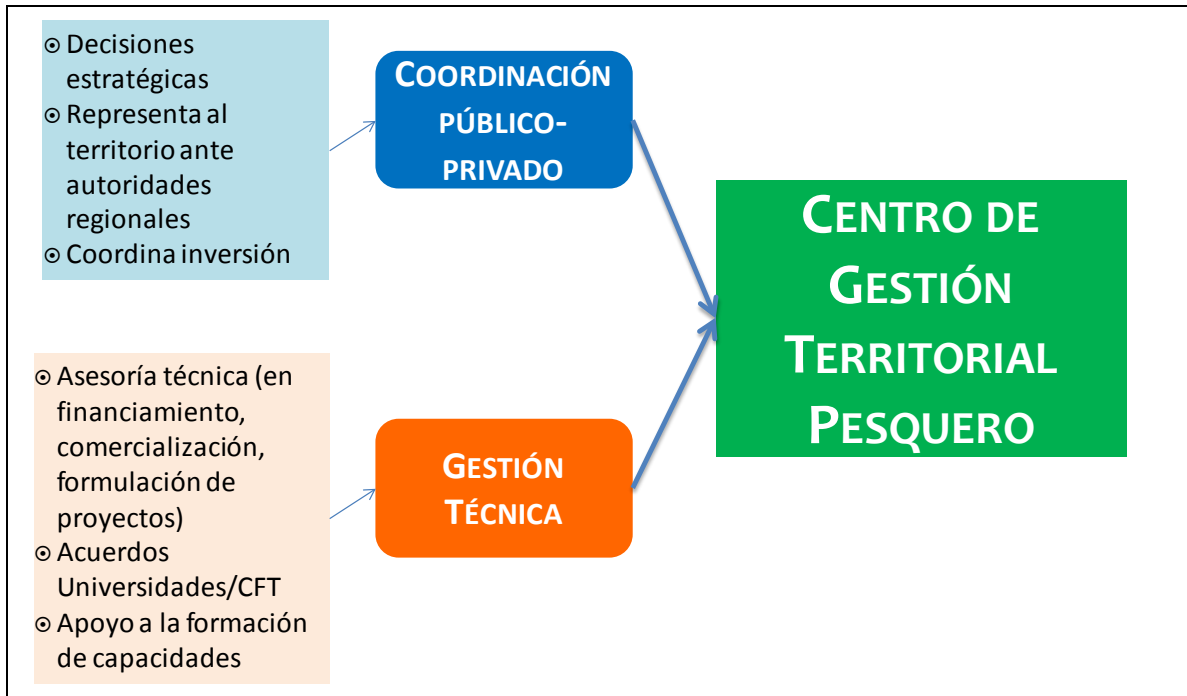 ⊙ Decisiones
estratégicas
⊙ Representa al
territorio ante
autoridades
regionales
⊙ Coordina inversión
COORDINACIÓN
PÚBLICO-
PRIVADO
CENTRO DE
GESTIÓN
TERRITORIAL
PESQUERO
⊙ Asesoría técnica (en
financiamiento,
comercialización,
formulación de
proyectos)
⊙ Acuerdos
Universidades/CFT
⊙ Apoyo a la formación
de capacidades
GESTIÓN
TÉCNICA